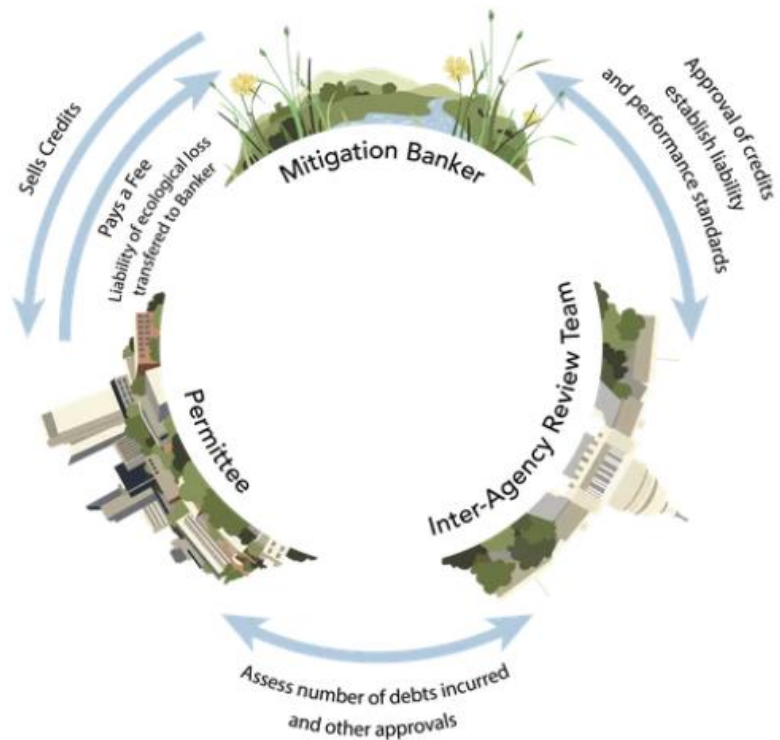 Sells Credits
Pays a Fee
Liability of ecological loss
transfered to Banker
Mitigation Banker
Approval of credits
establish liability
and performance standards
Permittee
Inter-Agency Review Team
Assess number of debts incurred
and other approvals